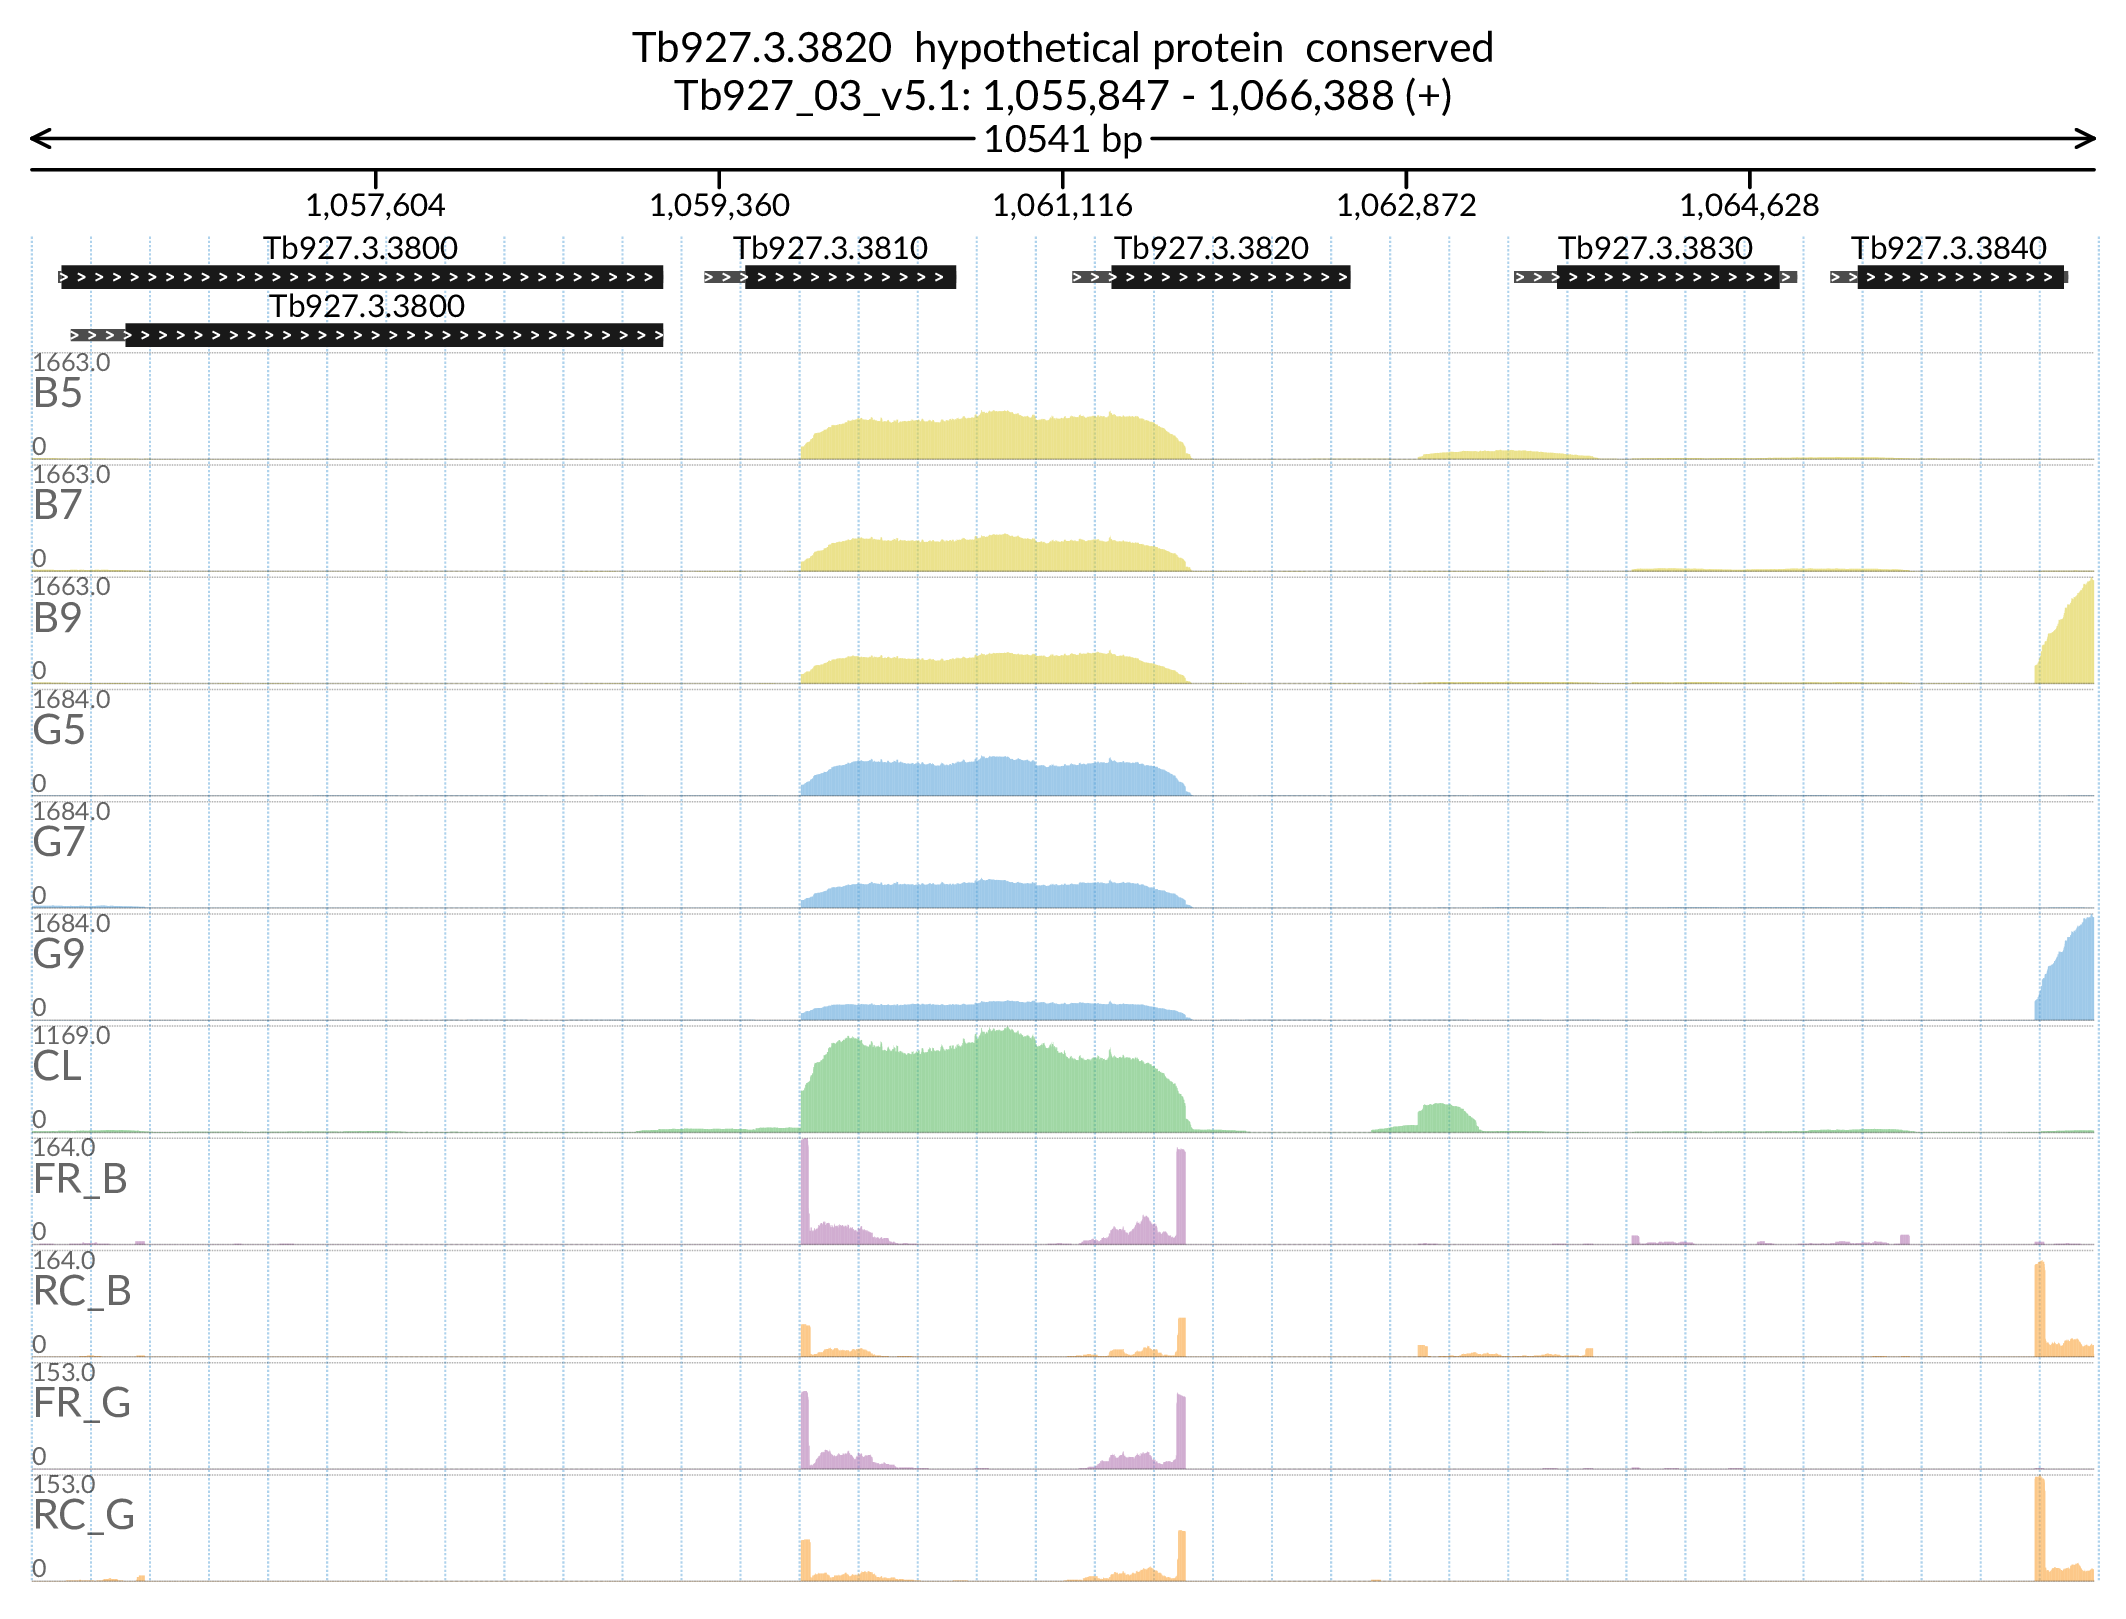 Tb927.3.3820  hypothetical protein  conserved
Tb927_03_v5.1: 1,055,847 - 1,066,388 (+)
10541 bp
1,057,604 1,059,360 1,061,116 1,062,872 1,064,628
Tb927.3.3800 Tb927.3.3810 Tb927.3.3820 Tb927.3.3830 Tb927.3.3840
Tb927.3.3800
1663.0
B5
0
1663.0
B7
0
1663.0
B9
0
1684.0
G5
0
1684.0
G7
0
1684.0
G9
0
1169.0
CL
0
164.0
FR_B
0
164.0
RC_B
0
153.0
FR_G
0
153.0
RC_G
0